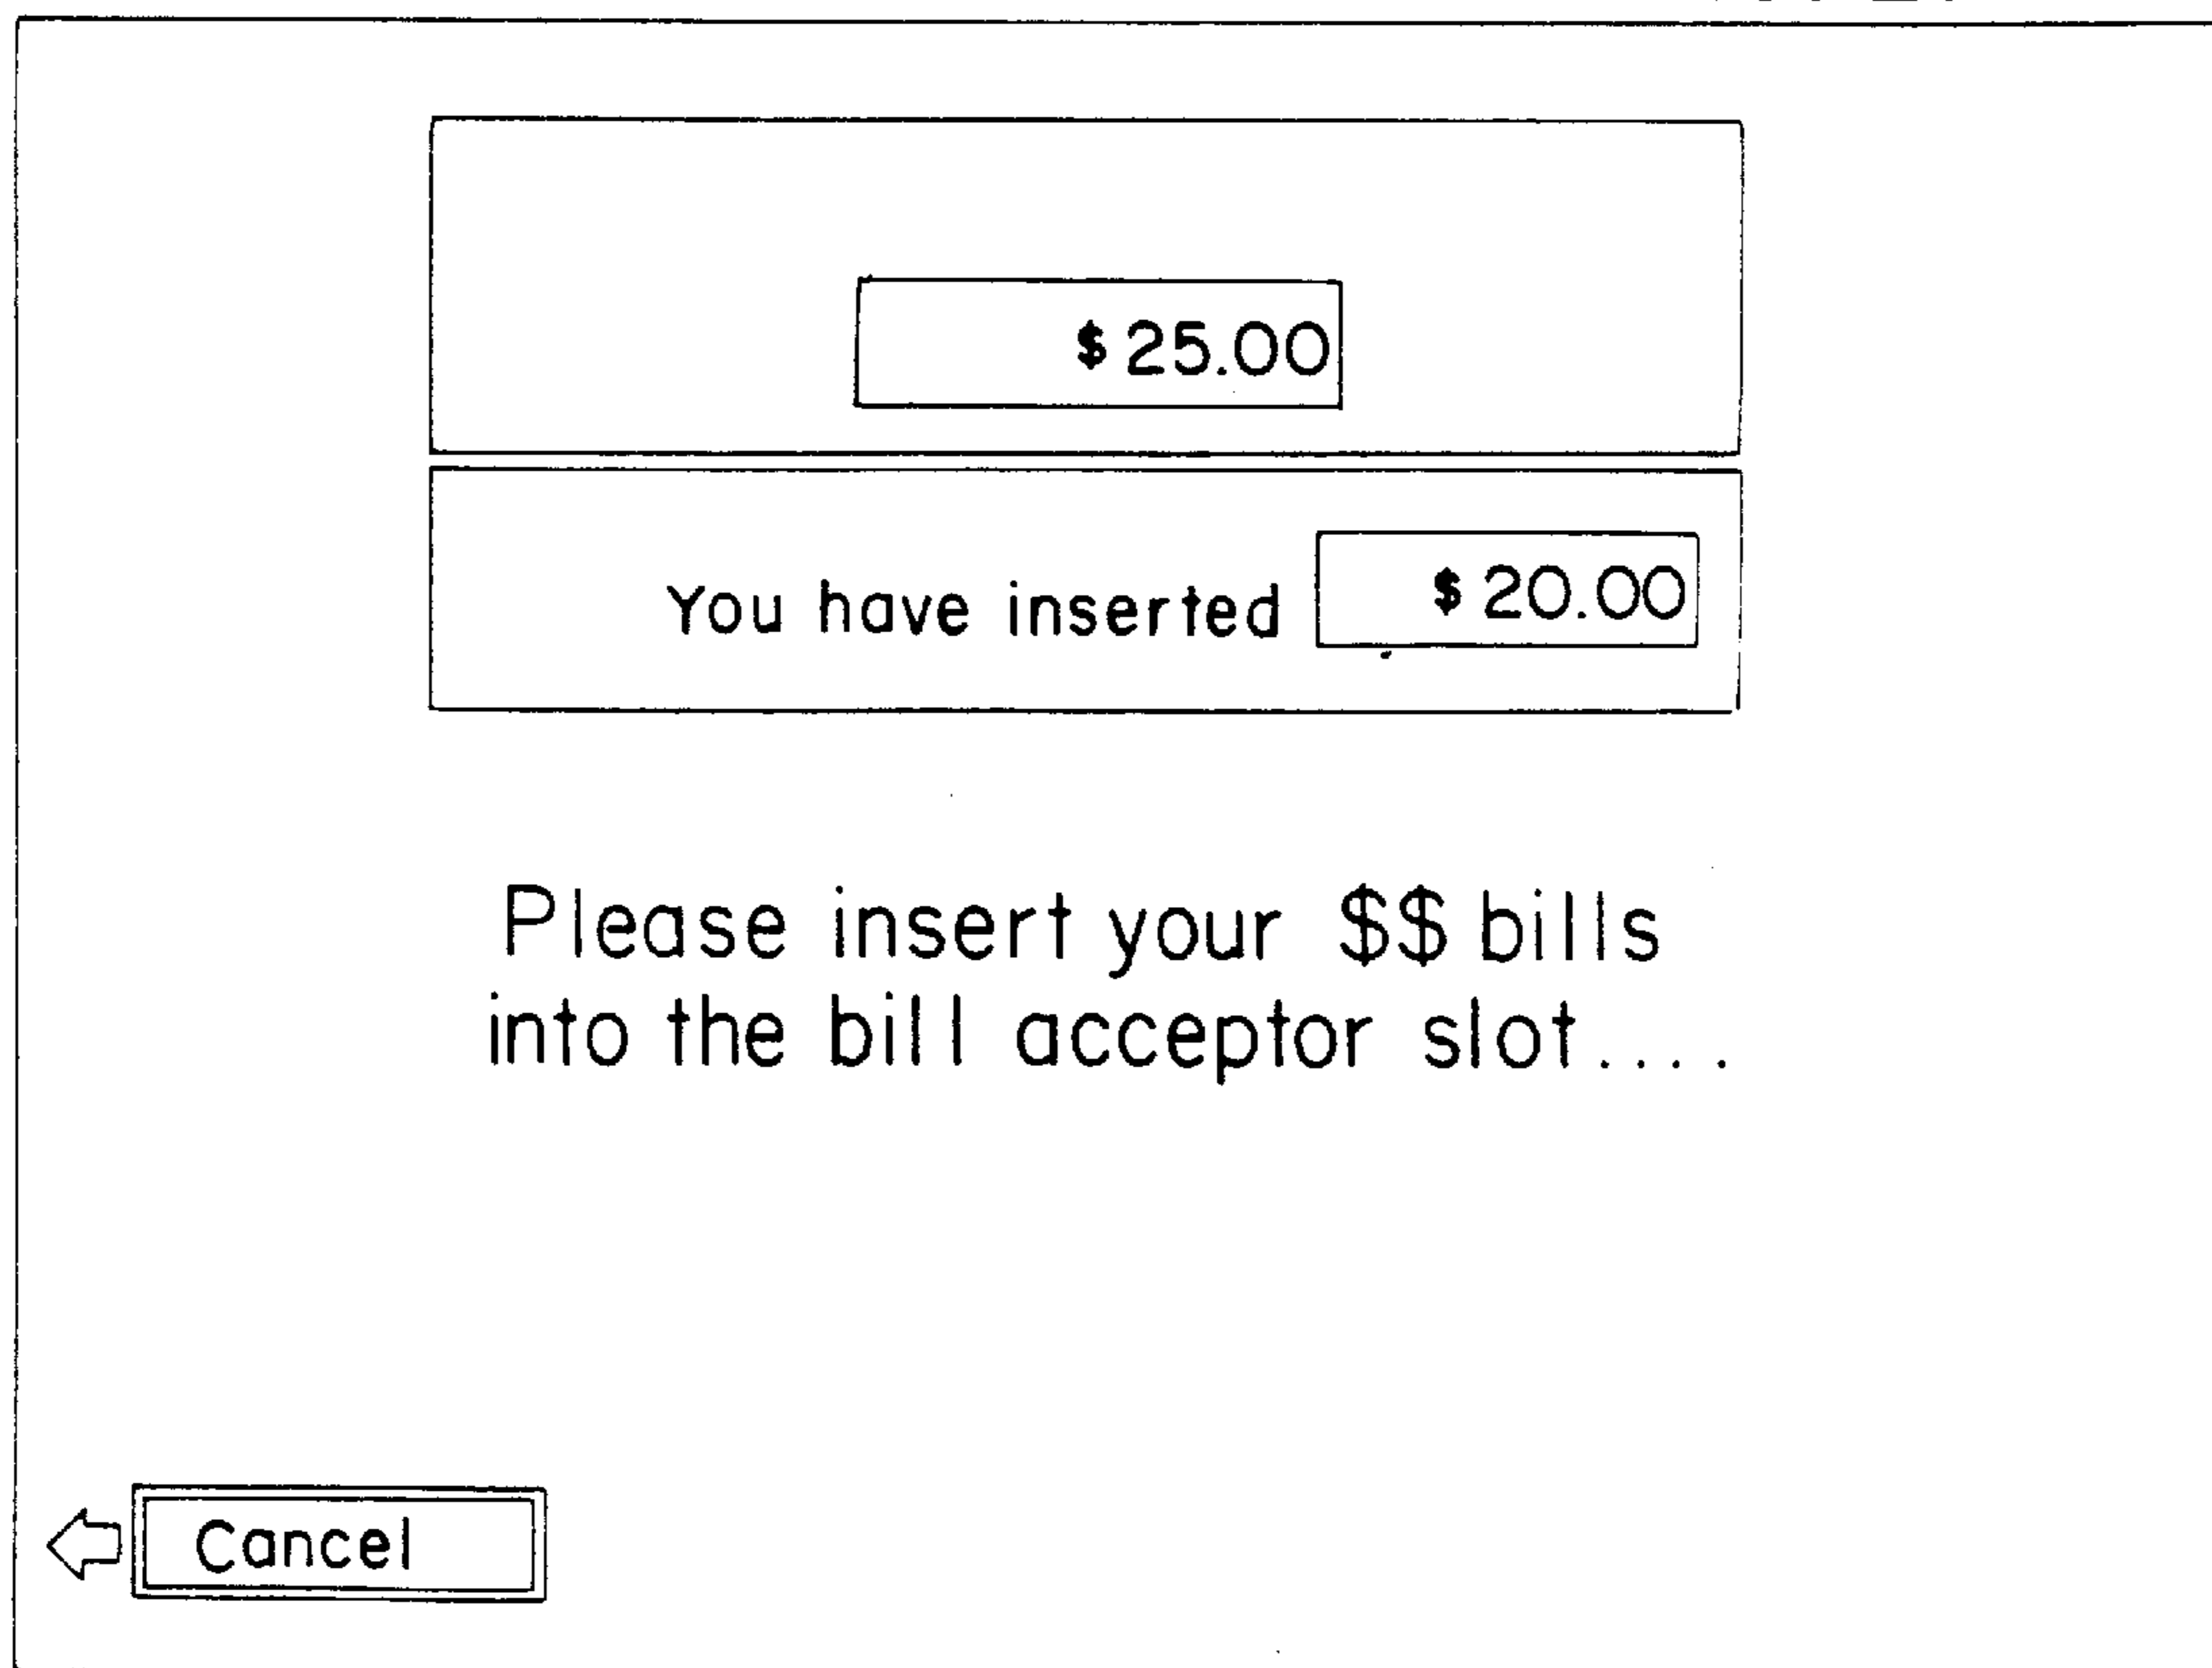 $25.00
You have inserted $20.00
Please insert your $$ bills
into the bill acceptor slot....
Cancel